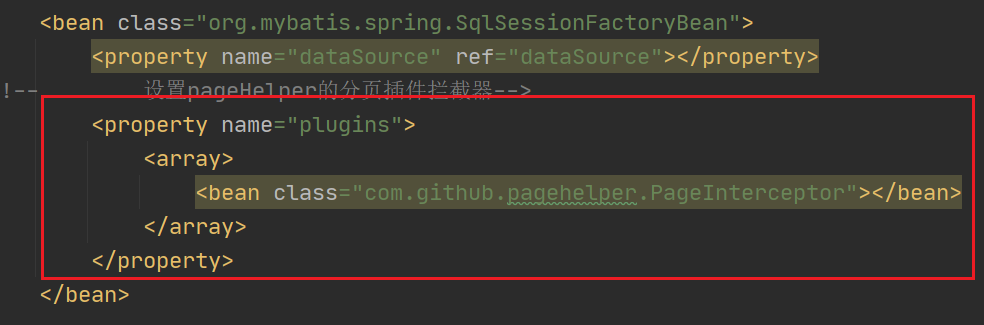 <bean class="org.mybatis.spring.SqlSessionFactoryBean">
<property name="dataSource" ref="dataSource"></property>
!-- 设置pageHelper的分页插件拦截器-->
<property name="plugins">
<array>
<bean class="com.github.pagehelper.PageInterceptor"></bean>
</array>
</property>
</bean>